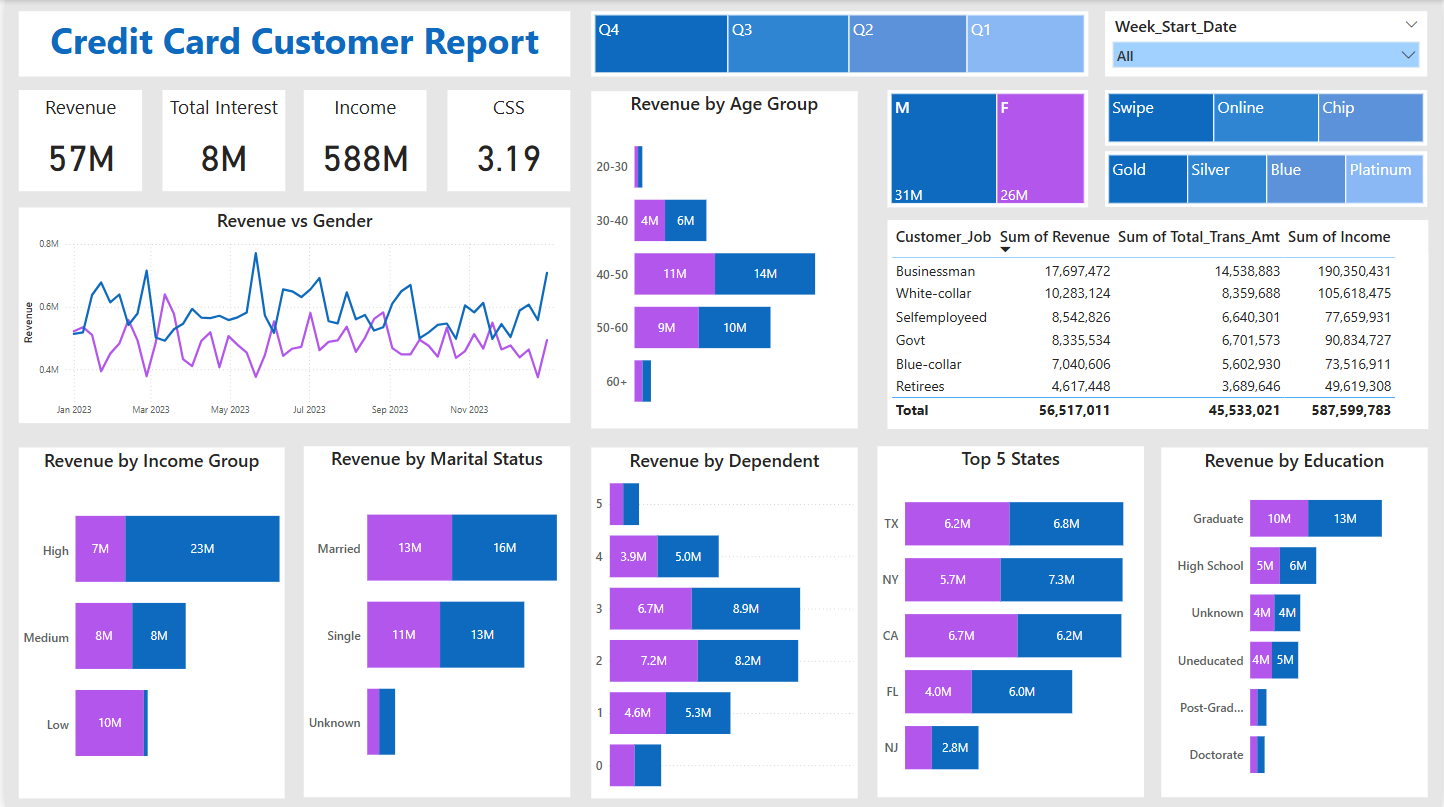 Credit Card Customer Report
Q4 Q3 Q2 Q1
Week_Start_Date
All
Revenue
57M
Total Interest
8M
Income
588M
CSS
3.19
Revenue vs Gender
Revenue
0.8M
0.6M
0.4M
Jan 2023 Mar 2023 May 2023 Jul 2023 Sep 2023 Nov 2023
Revenue by Age Group
20-30
30-40 4M 6M
40-50 11M 14M
50-60 9M 10M
60+
M F
31M 26M
Swipe Online Chip
Gold Silver Blue Platinum
Customer_Job Sum of Revenue Sum of Total_Trans_Amt Sum of Income
Businessman 17,697,472 14,538,883 190,350,431
White-collar 10,283,124 8,359,688 105,618,475
Selfemployeed 8,542,826 6,640,301 77,659,931
Govt 8,335,534 6,701,573 90,834,727
Blue-collar 7,040,606 5,602,930 73,516,911
Retirees 4,617,448 3,689,646 49,619,308
Total 56,517,011 45,533,021 587,599,783
Revenue by Income Group
High 7M 23M
Medium 8M 8M
Low 10M
Revenue by Marital Status
Married 13M 16M
Single 11M 13M
Unknown
Revenue by Dependent
5
4 3.9M 5.0M
3 6.7M 8.9M
2 7.2M 8.2M
1 4.6M 5.3M
0
Top 5 States
TX 6.2M 6.8M
NY 5.7M 7.3M
CA 6.7M 6.2M
FL 4.0M 6.0M
NJ 2.8M
Revenue by Education
Graduate 10M 13M
High School 5M 6M
Unknown 4M 4M
Uneducated 4M 5M
Post-Grad...
Doctorate